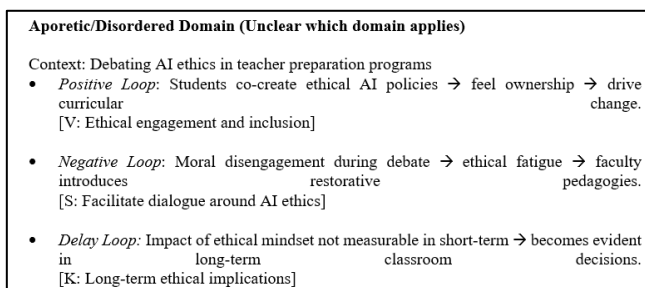 Aporetic/Disordered Domain (Unclear which domain applies)
Context: Debating AI ethics in teacher preparation programs
• Positive Loop: Students co-create ethical AI policies → feel ownership → drive
curricular change.
[V: Ethical engagement and inclusion]
• Negative Loop: Moral disengagement during debate → ethical fatigue → faculty
introduces restorative pedagogies.
[S: Facilitate dialogue around AI ethics]
• Delay Loop: Impact of ethical mindset not measurable in short-term → becomes evident
in long-term classroom decisions.
[K: Long-term ethical implications]